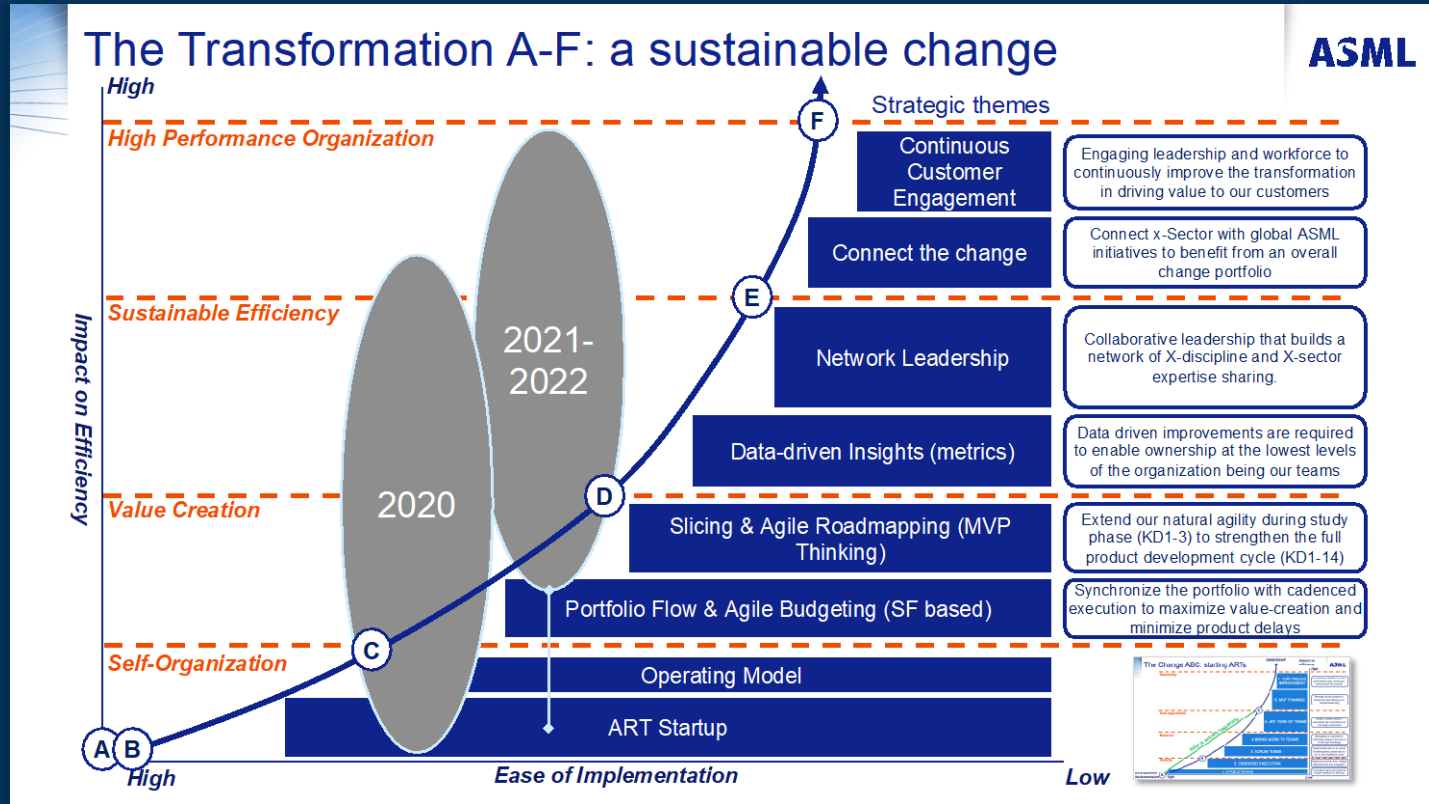 The Transformation A-F: a sustainable change
ASML
High
Strategic themes
F
High Performance Organization
Continuous
Customer
Engagement
Engaging leadership and workforce to
continuously improve the transformation
in driving value to our customers
Connect the change
Connect x-Sector with global ASML
initiatives to benefit from an overall
change portfolio
E
Sustainable Efficiency
Impact on Efficiency
2021-
2022
Network Leadership
Collaborative leadership that builds a
network of X-discipline and X-sector
expertise sharing.
Data-driven Insights (metrics)
Data driven improvements are required
to enable ownership at the lowest levels
of the organization being our teams
D
Value Creation
2020
Slicing & Agile Roadmapping (MVP
Thinking)
Extend our natural agility during study
phase (KD1-3) to strengthen the full
product development cycle (KD1-14)
Portfolio Flow & Agile Budgeting (SF based)
Synchronize the portfolio with cadenced
execution to maximize value-creation and
minimize product delays
C
Self-Organization
Operating Model
ART Startup
A
B
High
Ease of Implementation
Low
The Change ABC: starting ARTs
ASML